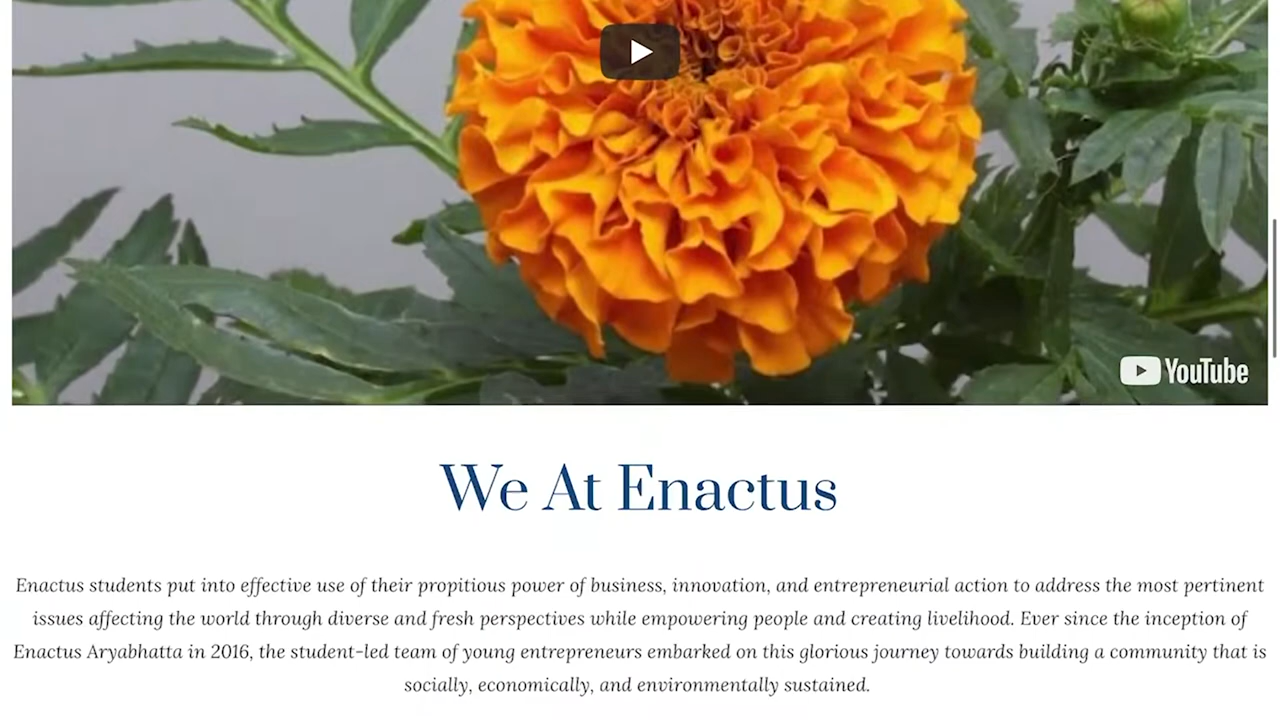 YouTube
We At Enactus
Enactus students put into effective use of their propitious power of business, innovation, and entrepreneurial action to address the most pertinent
issues affecting the world through diverse and fresh perspectives while empowering people and creating livelihood. Ever since the inception of
Enactus Aryabhatta in 2016, the student-led team of young entrepreneurs embarked on this glorious journey towards building a community that is
socially, economically, and environmentally sustained.